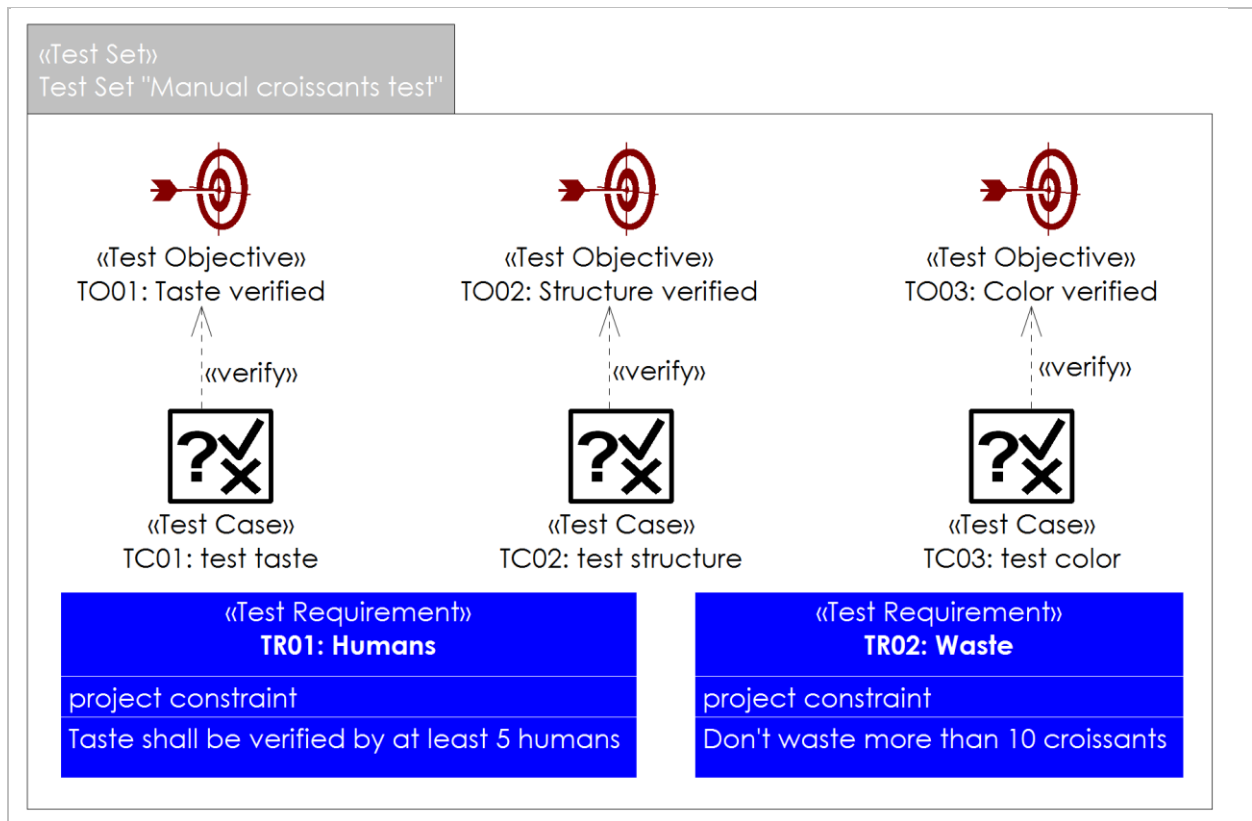 «Test Set»
Test Set "Manual croissants test"
«Test Objective»
TO01: Taste verified
«Test Objective»
TO02: Structure verified
«Test Objective»
TO03: Color verified
«verify»
«verify»
«verify»
?
?
?
«Test Case»
TC01: test taste
«Test Case»
TC02: test structure
«Test Case»
TC03: test color
«Test Requirement»
TR01: Humans
project constraint
Taste shall be verified by at least 5 humans
«Test Requirement»
TR02: Waste
project constraint
Don't waste more than 10 croissants